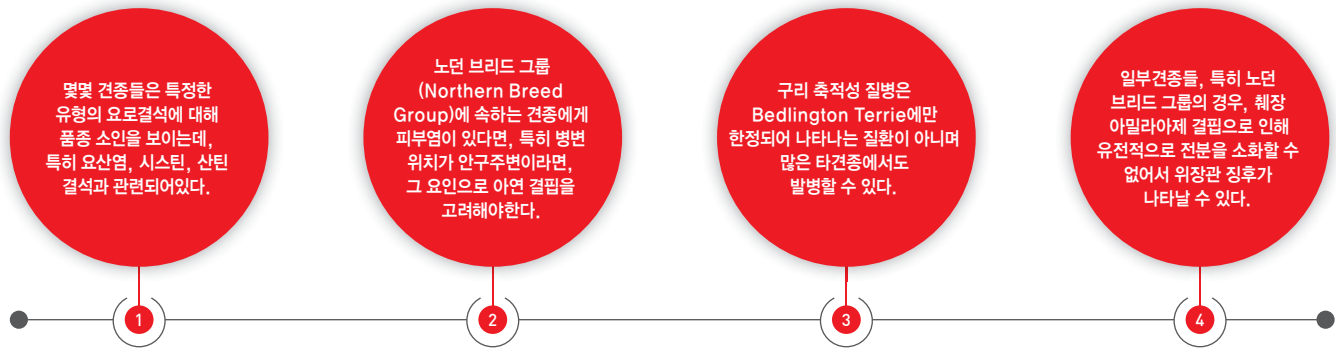 몇몇 견종들은 특정한
유형의 요로결석에 대해
품종 소인을 보이는데,
특히 요산염, 시스틴, 산틴
결석과 관련되어있다.
1
노던 브리드 그룹
(Northern Breed
Group)에 속하는 견종에게
피부염이 있다면, 특히 병변
위치가 안구주변이라면,
그 요인으로 아연 결핍을
고려해야한다.
2
구리 축적성 질병은
Bedlington Terrie에만
한정되어 나타나는 질환이 아니며
많은 타견종에서도
발병할 수 있다.
3
일부견종들, 특히 노던
브리드 그룹의 경우, 췌장
아밀라아제 결핍으로 인해
유전적으로 전분을 소화할 수
없어서 위장관 징후가
나타날 수 있다.
4